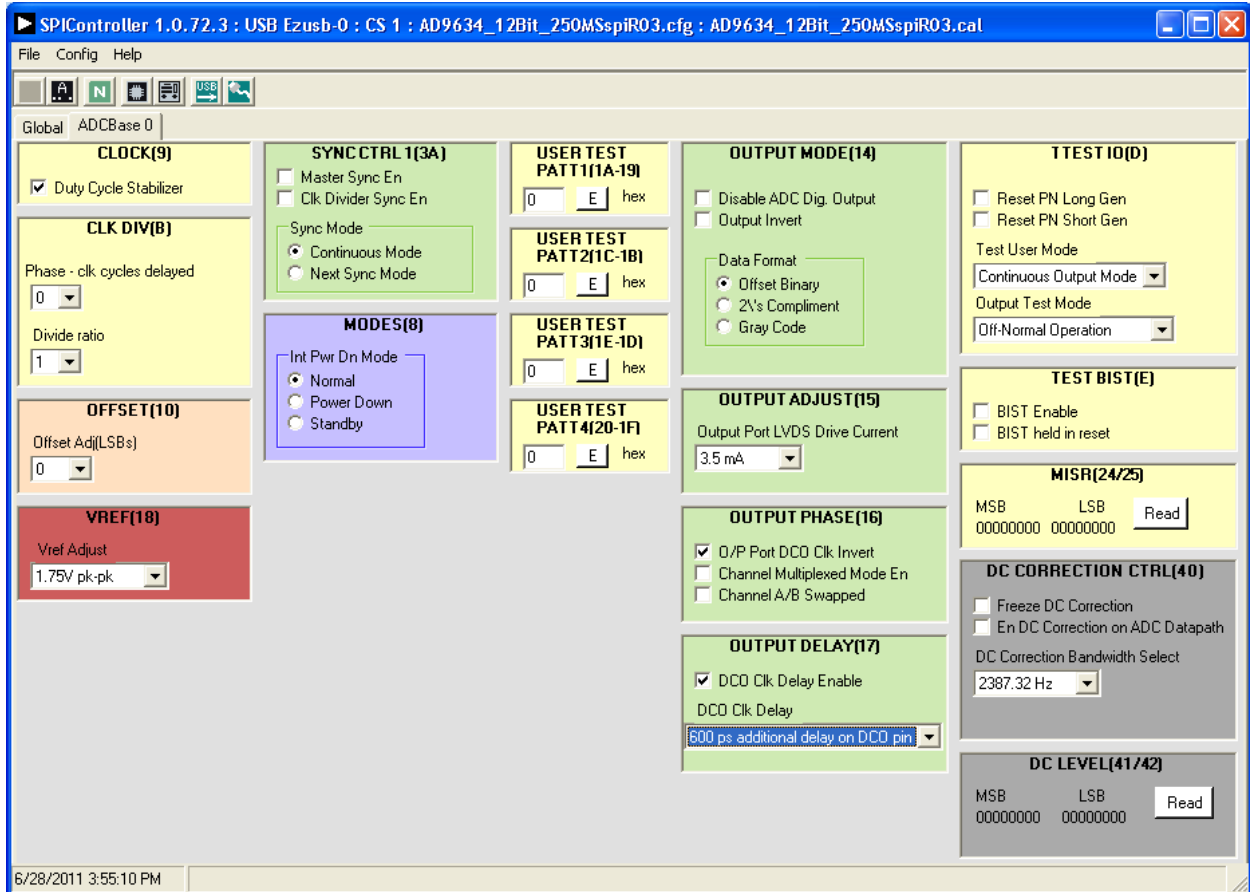 SPIController 1.0.72.3 : USB Ezusb-0 : CS 1 : AD9634_12Bit_250MSspiR03.cfg : AD9634_12Bit_250MSspiR03.cal
File Config Help
A N USB
Global ADCBase 0
CLOCK(9)
Duty Cycle Stabilizer
CLK DIV(B)
Phase - clk cycles delayed
0
Divide ratio
1
OFFSET(10)
Offset Adj(LSBs)
0
VREF(18)
Vref Adjust
1.75V pk-pk
SYNC CTRL 1(3A)
Master Sync En
Clk Divider Sync En
Sync Mode
Continuous Mode
Next Sync Mode
MODES(8)
Int Pwr Dn Mode
Normal
Power Down
Standby
USER TEST
PATT1(1A-19)
0 E hex
USER TEST
PATT2(1C-1B)
0 E hex
USER TEST
PATT3(1E-1D)
0 E hex
USER TEST
PATT4(20-1F)
0 E hex
OUTPUT MODE(14)
Disable ADC Dig. Output
Output Invert
Data Format
Offset Binary
2\'s Compliment
Gray Code
OUTPUT ADJUST(15)
Output Port LVDS Drive Current
3.5 mA
OUTPUT PHASE(16)
O/P Port DCO Clk Invert
Channel Multiplexed Mode En
Channel A/B Swapped
OUTPUT DELAY(17)
DCO Clk Delay Enable
DCO Clk Delay
600 ps additional delay on DCO pin
TTEST IO(D)
Reset PN Long Gen
Reset PN Short Gen
Test User Mode
Continuous Output Mode
Output Test Mode
Off-Normal Operation
TEST BIST(E)
BIST Enable
BIST held in reset
MISR(24/25)
MSB LSB
00000000 00000000 Read
DC CORRECTION CTRL(40)
Freeze DC Correction
En DC Correction on ADC Datapath
DC Correction Bandwidth Select
2387.32 Hz
DC LEVEL(41/42)
MSB LSB
00000000 00000000 Read
6/28/2011 3:55:10 PM